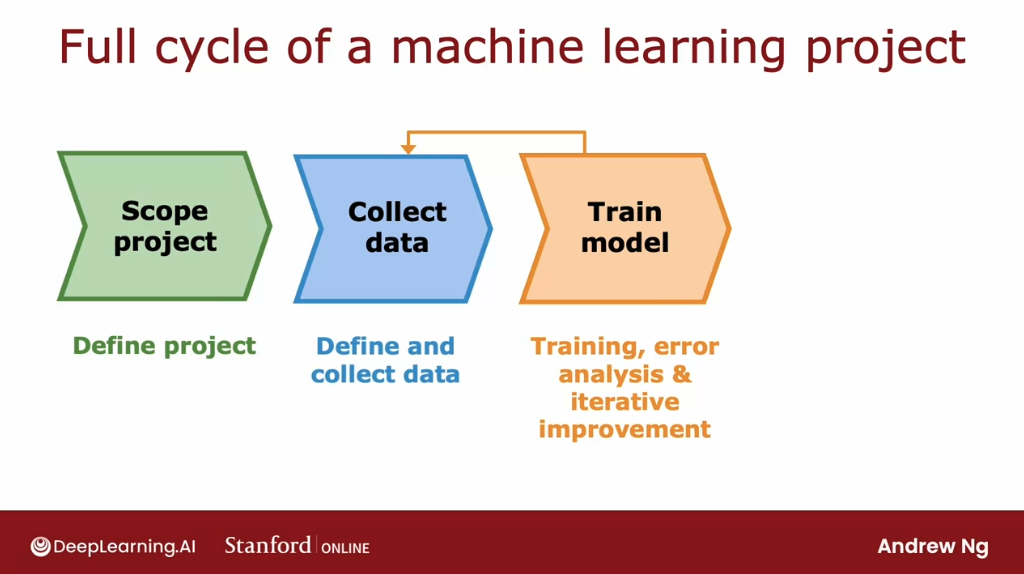 Full cycle of a machine learning project
Scope
project
Collect
data
Train
model
Define project
Define and
collect data
Training, error
analysis &
iterative
improvement
DeepLearning.AI
Stanford | ONLINE
Andrew Ng